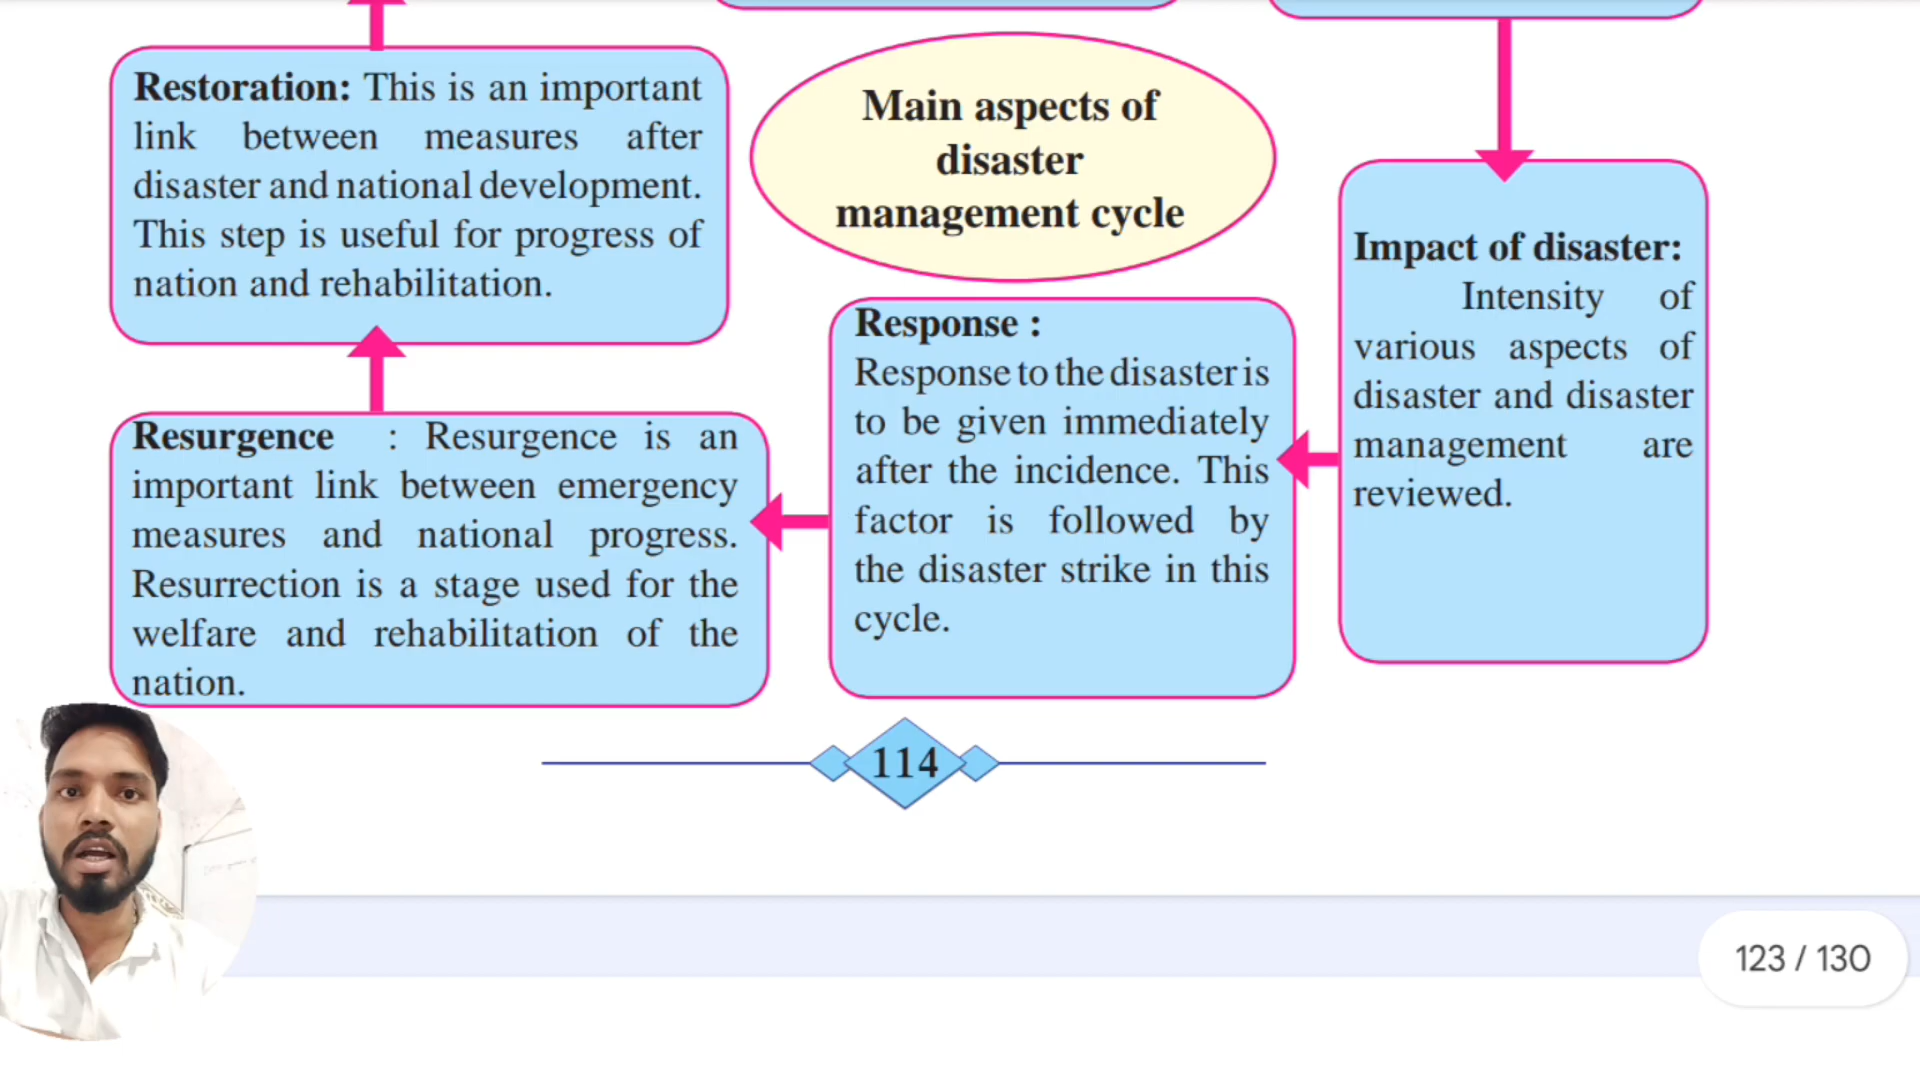 Restoration: This is an important
link between measures after
disaster and national development.
This step is useful for progress of
nation and rehabilitation.
Main aspects of
disaster
management cycle
Impact of disaster:
Intensity of
various aspects of
disaster and disaster
management are
reviewed.
Response :
Response to the disaster is
to be given immediately
after the incidence. This
factor is followed by
the disaster strike in this
cycle.
Resurgence : Resurgence is an
important link between emergency
measures and national progress.
Resurrection is a stage used for the
welfare and rehabilitation of the
nation.
114
123 / 130